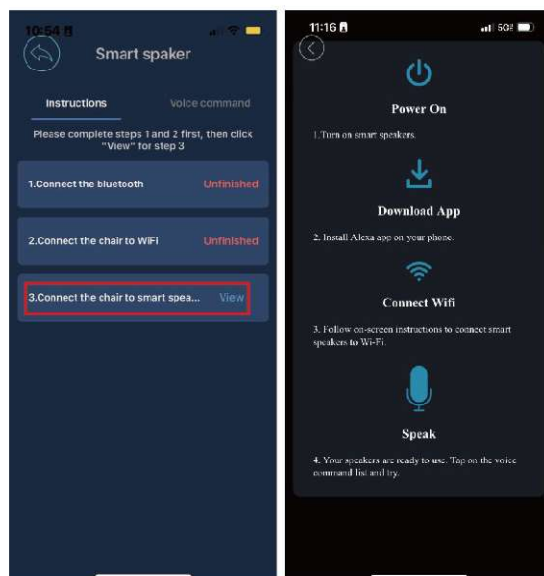 10:54
Smart spaker
Instructions
Voice command
Please complete steps 1 and 2 first, then click
"View" for step 3
1.Connect the bluetooth
Unfinished
2.Connect the chair to WiFi
Unfinished
3.Connect the chair to smart spea...
View
11:16
Power On
1.Turn on smart speakers.
Download App
2. Install Alexa app on your phone.
Connect Wifi
3. Follow on-screen instructions to connect smart
speakers to Wi-Fi.
Speak
4. Your speakers are ready to use. Tap on the voice
command list and try.